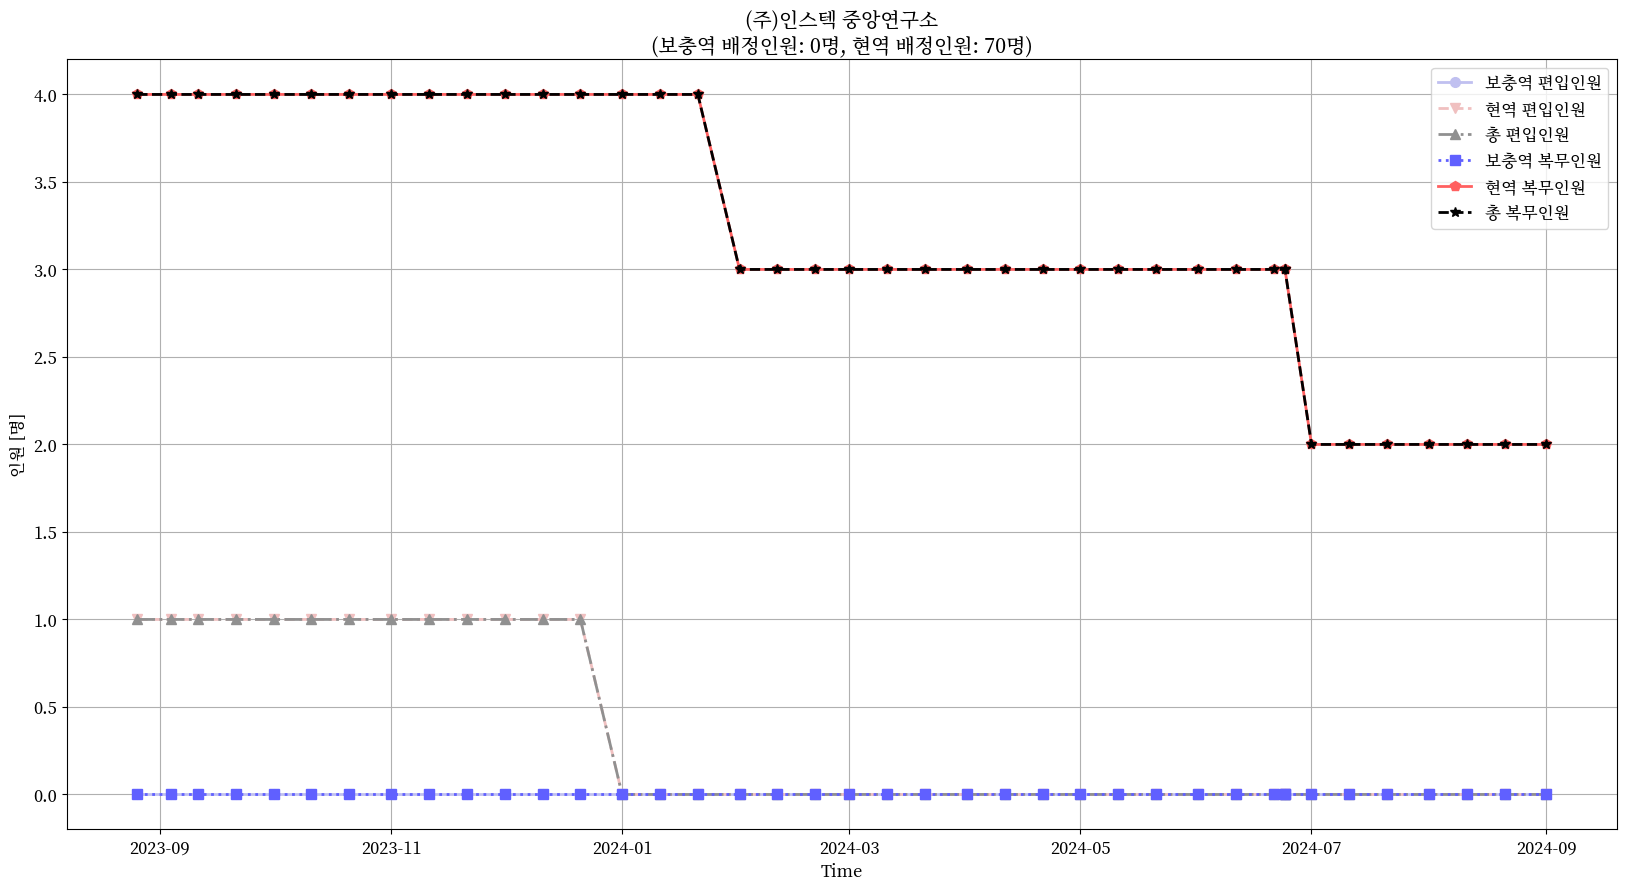 (주)인스텍 중앙연구소
(보충역 배정인원: 0명, 현역 배정인원: 70명)
보충역 편입인원
현역 편입인원
총 편입인원
보충역 복무인원
현역 복무인원
총 복무인원
인원 [명]
4.0
3.5
3.0
2.5
2.0
1.5
1.0
0.5
0.0
2023-09 2023-11 2024-01 2024-03 2024-05 2024-07 2024-09
Time